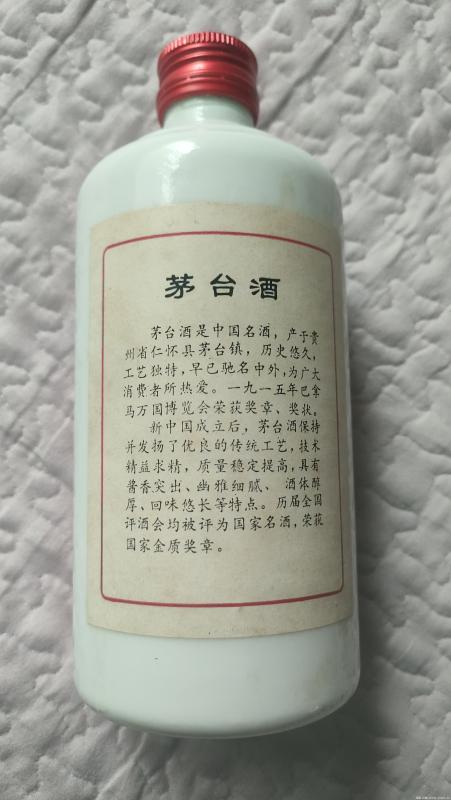 茅台酒
茅台酒是中国名酒，产于贵
州省仁怀县茅台镇，历史悠久，
工艺独特，早已驰名中外，为广大
消费者所热爱。一九一五年巴拿
马万国博览会荣获奖章、奖状。
新中国成立后，茅台酒保持
并发扬了优良的传统工艺，技术
精益求精，质量稳定提高，具有
酱香突出、幽雅细腻、酒体醇
厚、回味悠长等特点。历届全国
评酒会均被评为国家名酒，荣获
国家金质奖章。